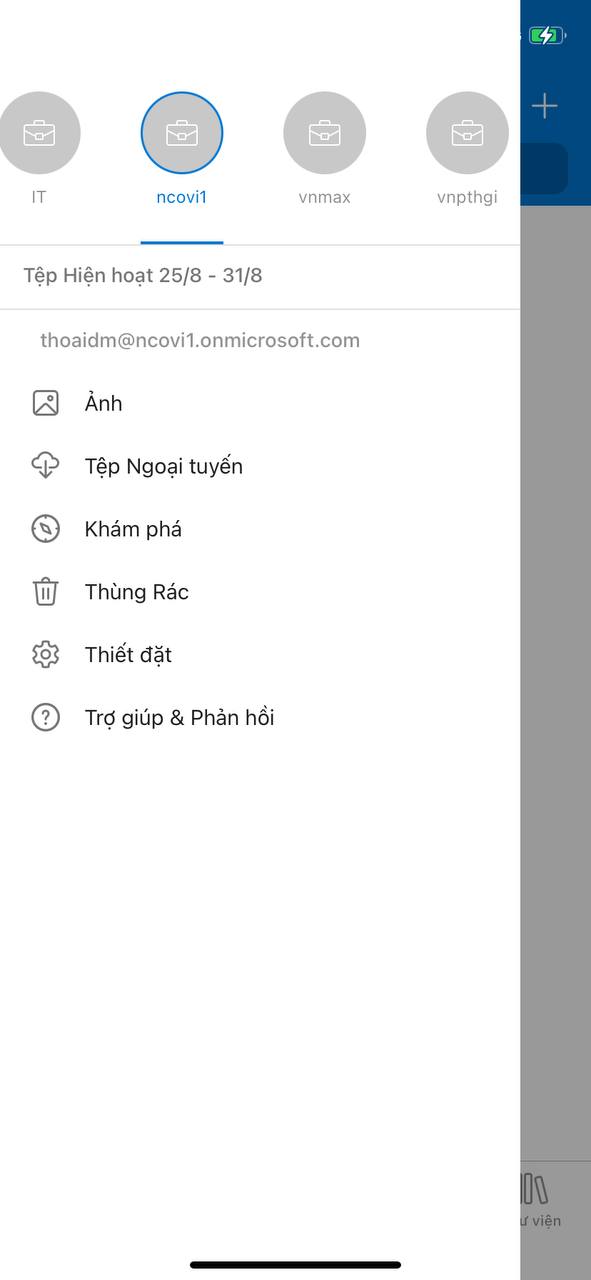 IT
ncovi1
vnmax
vnpthgi
Tệp Hiện hoạt 25/8 - 31/8
thoaidm@ncovi1.onmicrosoft.com
Ảnh
Tệp Ngoại tuyến
Khám phá
Thùng Rác
Thiết đặt
Trợ giúp & Phản hồi
ư viện